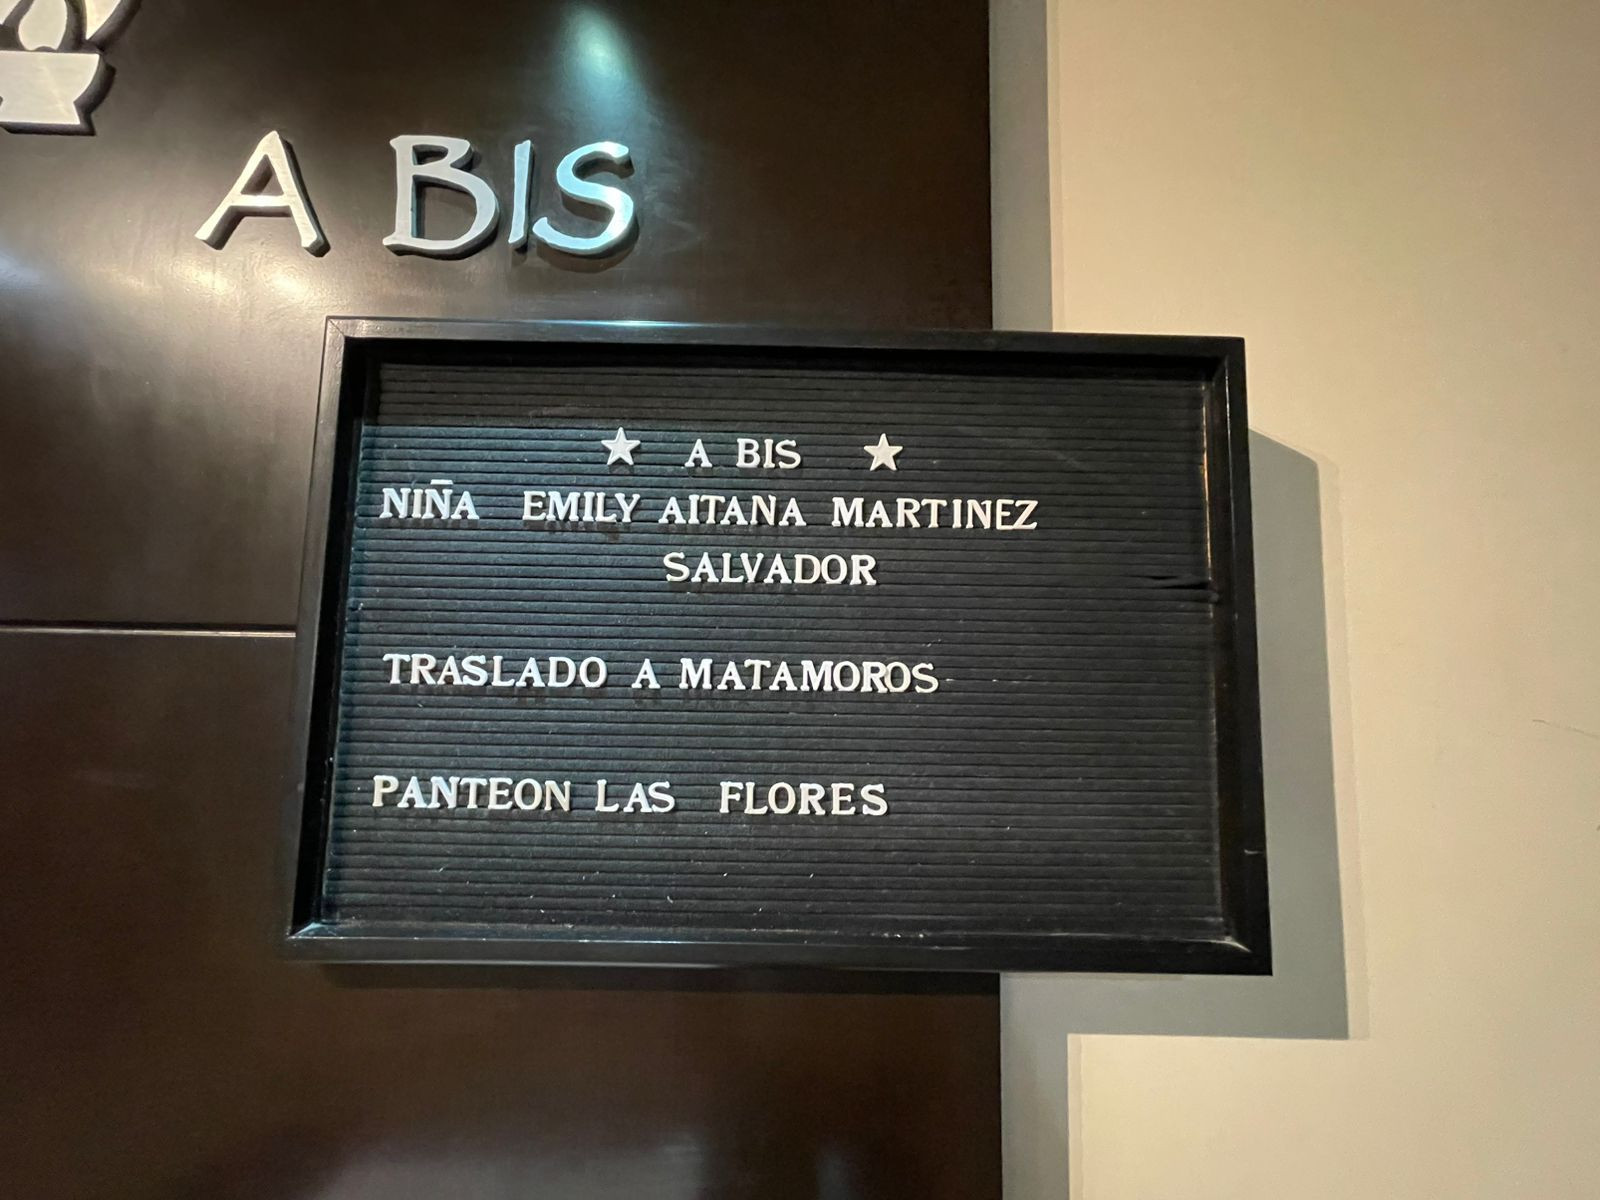 A BIS
★ A BIS ★
NIÑA EMILY AITANA MARTINEZ
SALVADOR
TRASLADO A MATAMOROS
PANTEON LAS FLORES